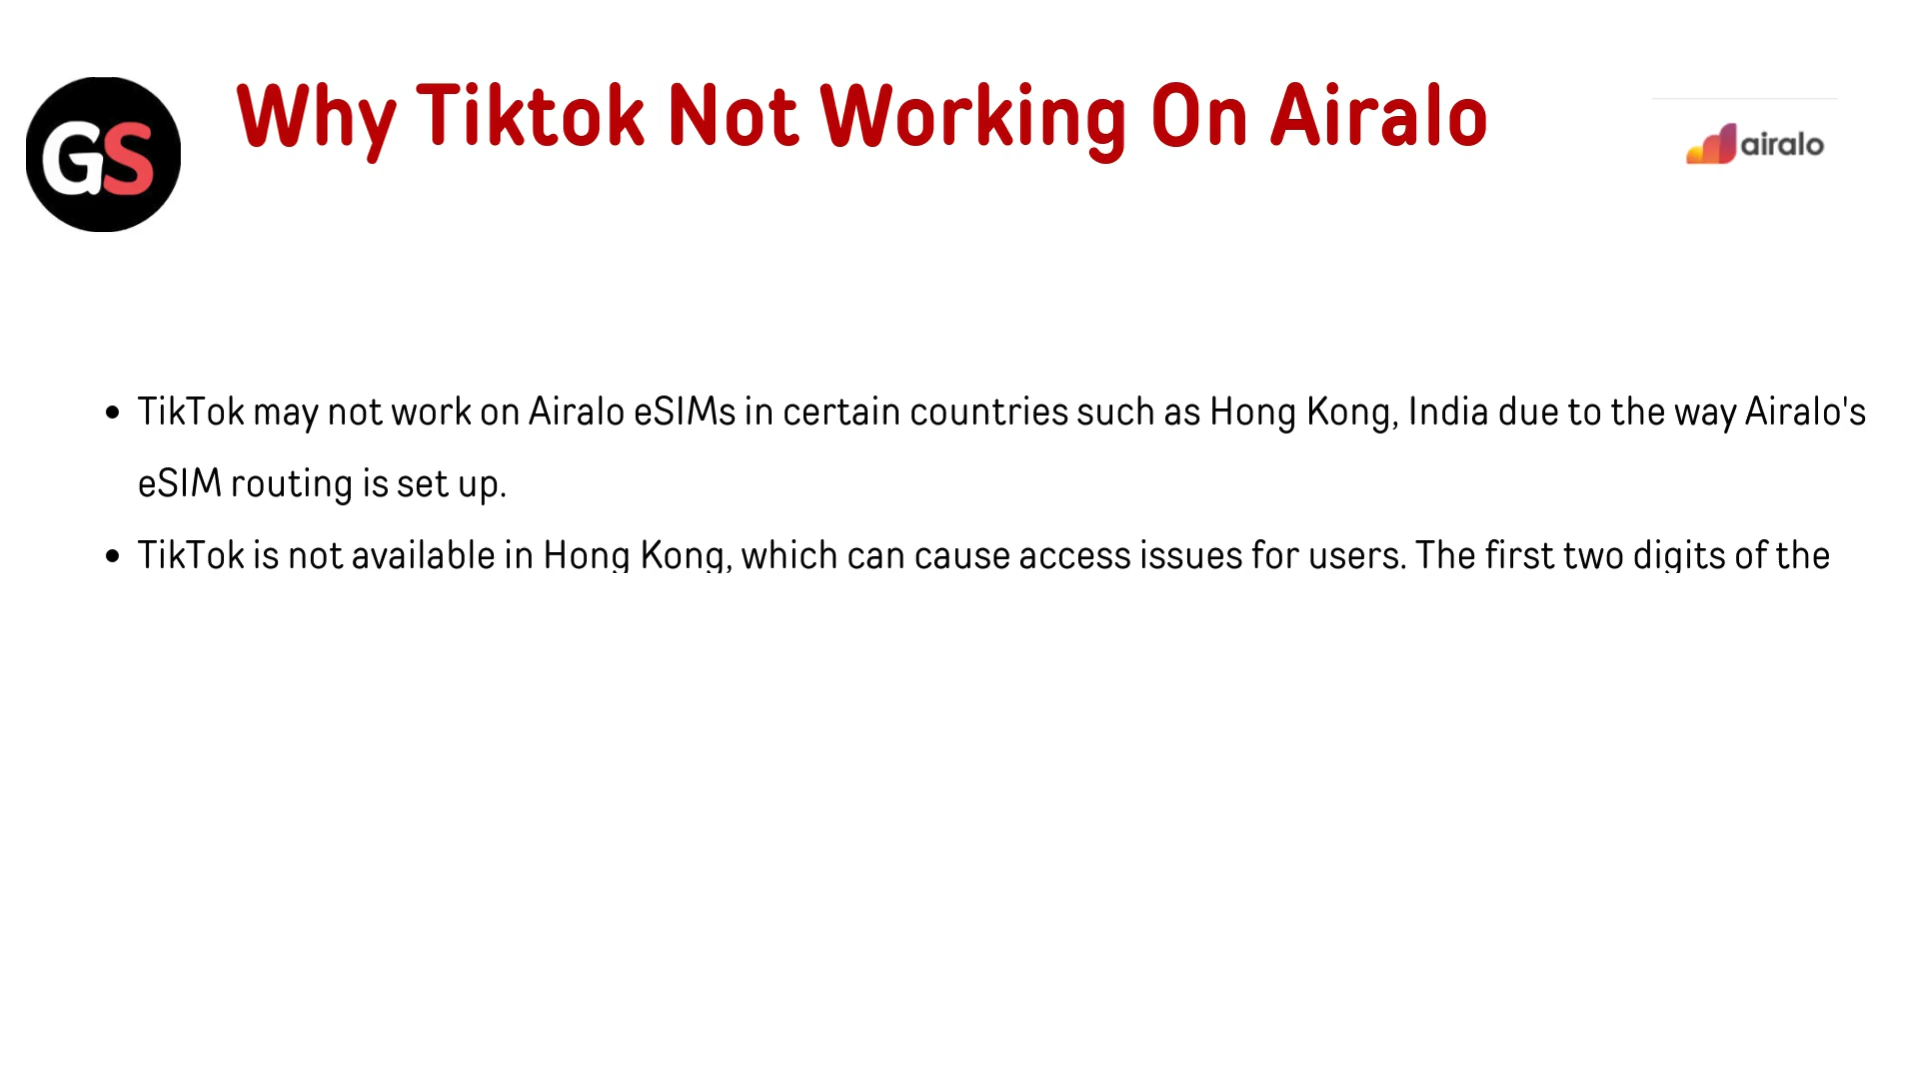 GS
Why Tiktok Not Working On Airalo
airalo
• TikTok may not work on Airalo eSIMs in certain countries such as Hong Kong, India due to the way Airalo's
eSIM routing is set up.
• TikTok is not available in Hong Kong, which can cause access issues for users. The first two digits of the